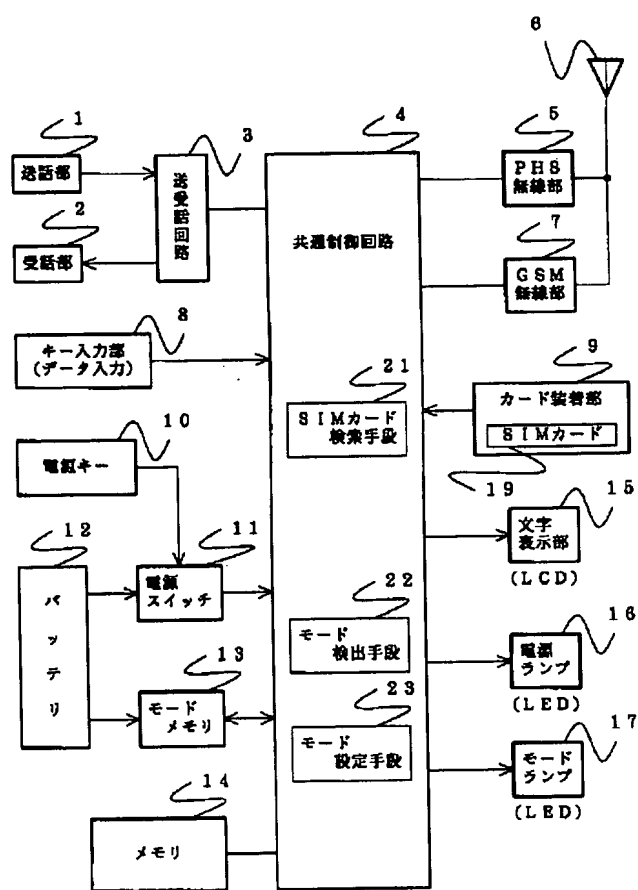 6
1
3
4
5
送話部
送受話回路
PHS
無線部
2
7
受話部
共通制御回路
GSM
無線部
8
キー入力部
(データ入力)
21
9
SIMカード
検索手段
カード装着部
SIMカード
10
19
15
電源キー
文字
表示部
(LCD)
12
11
バッテリ
電源
スイッチ
22
16
モード
検出手段
電源
ランプ
(LED)
13
モード
メモリ
23
17
モード
設定手段
モード
ランプ
(LED)
14
メモリ